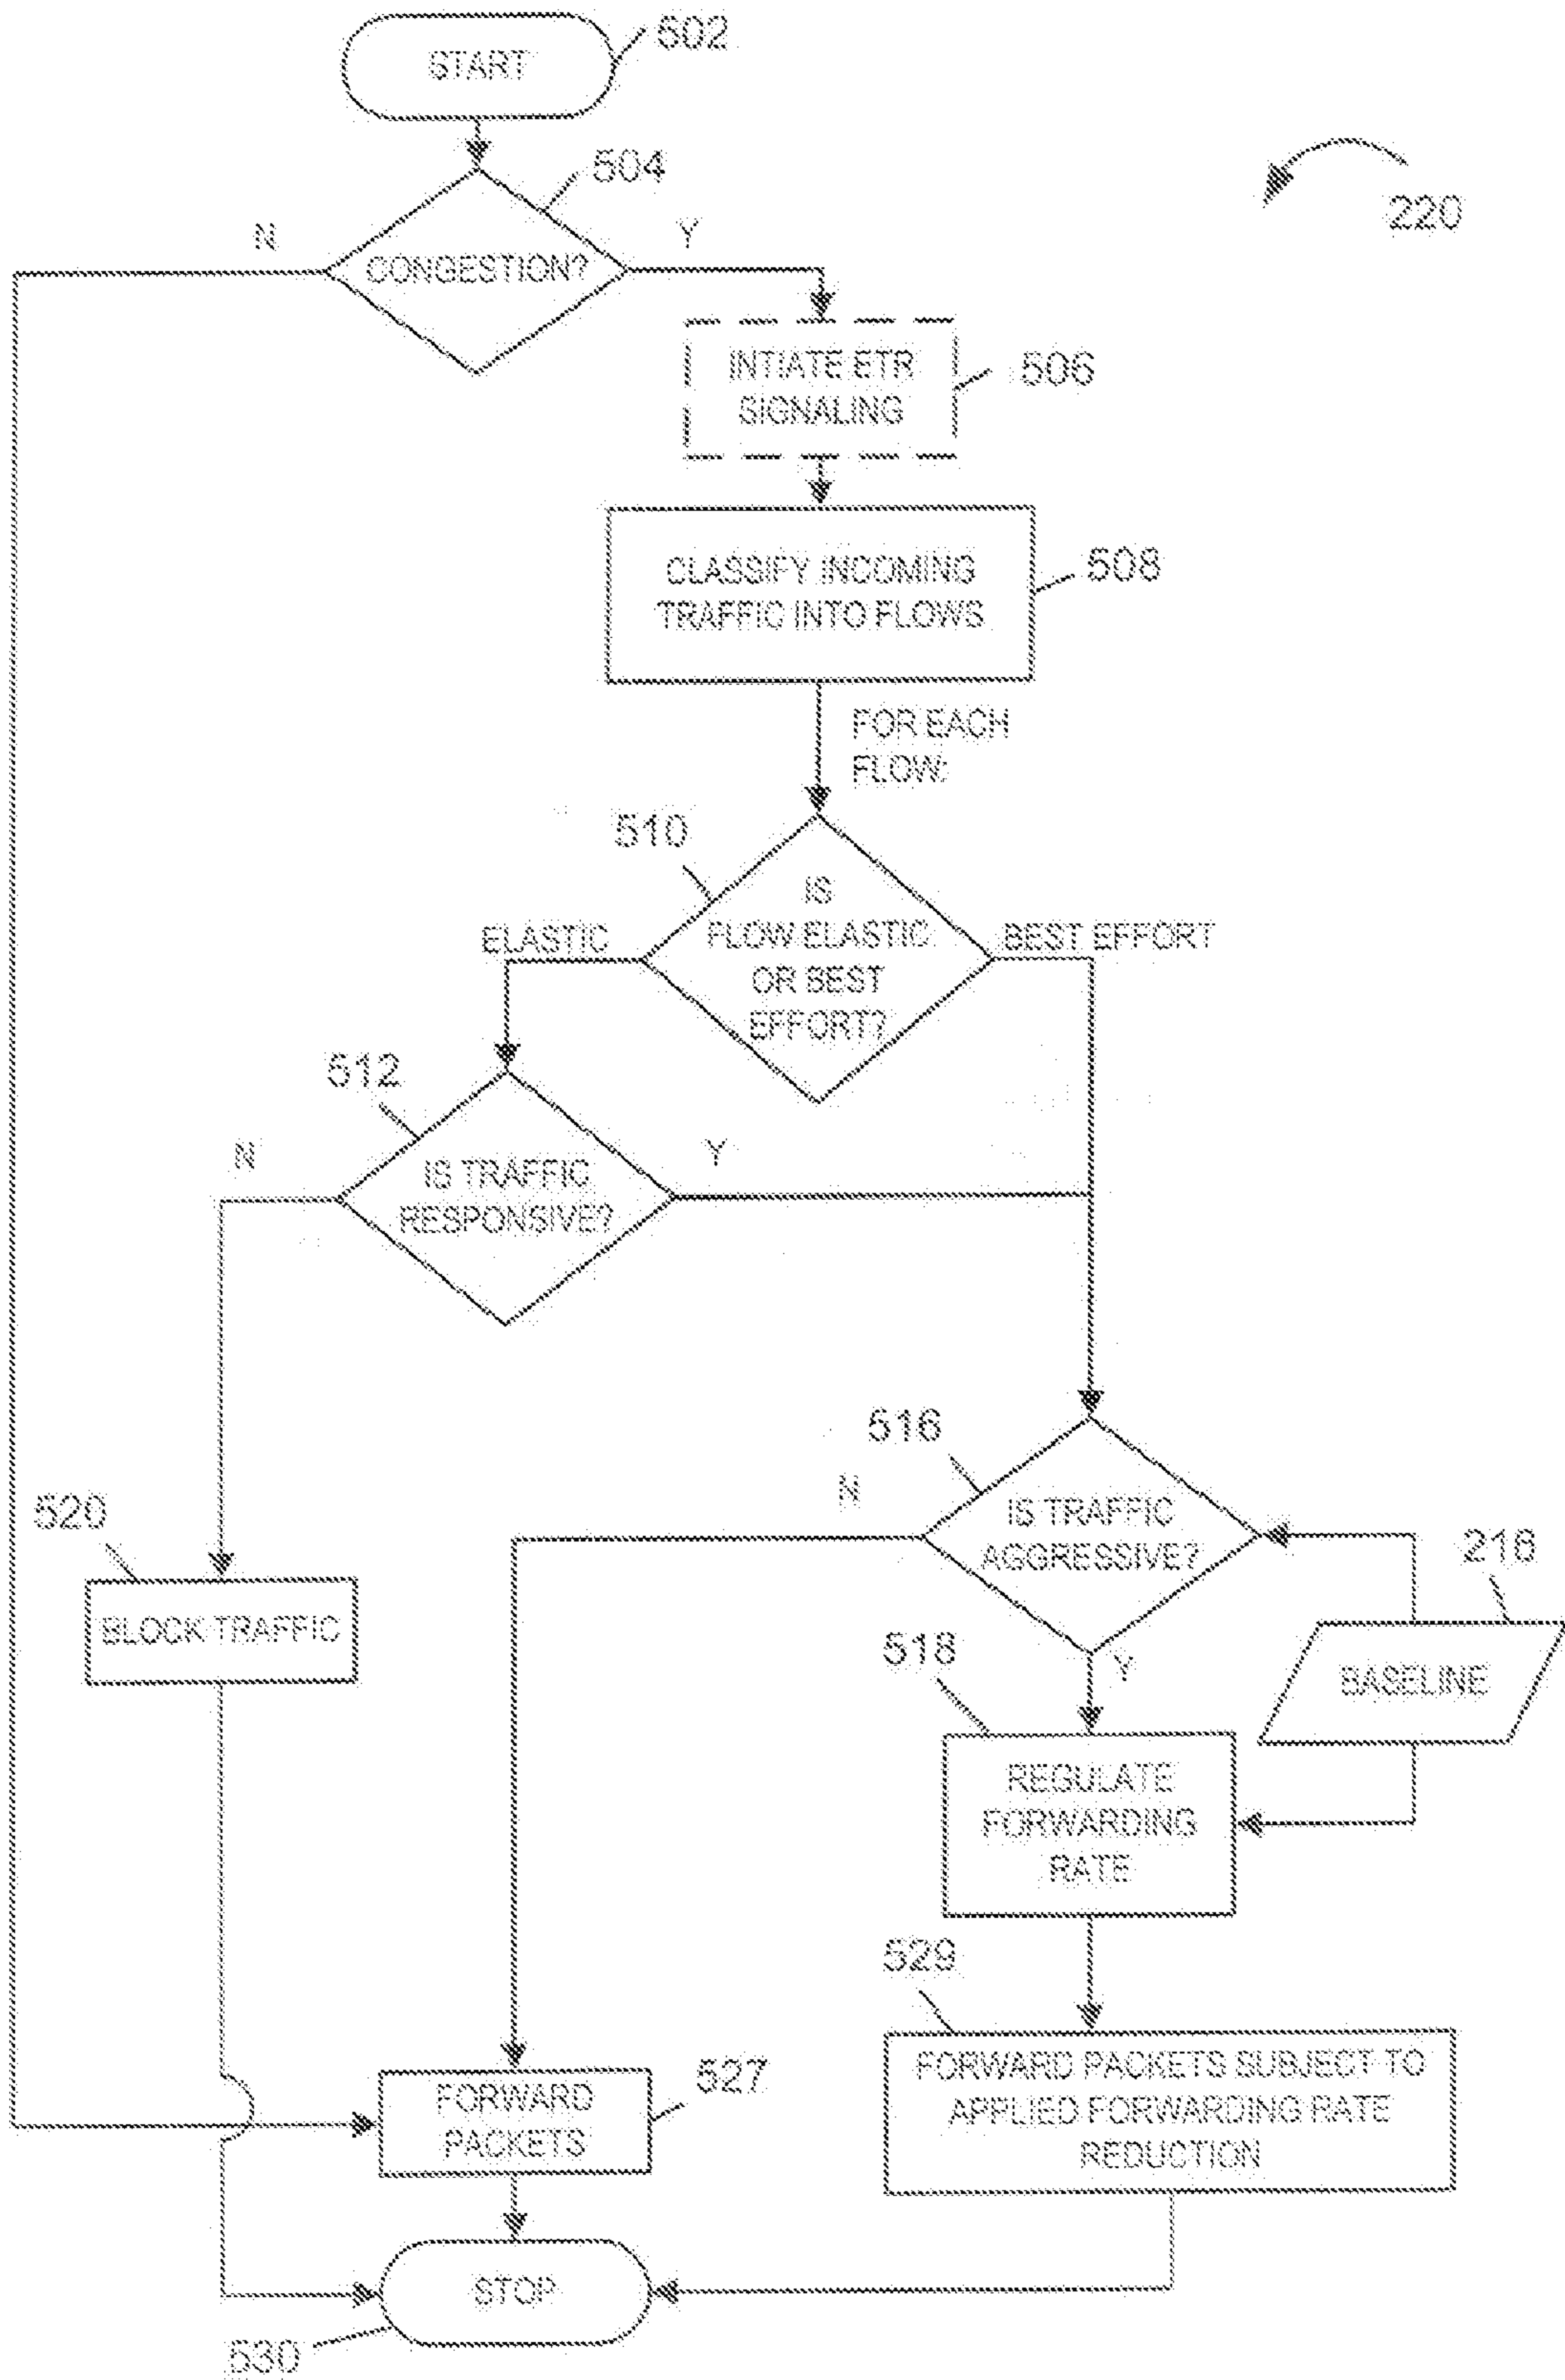 START
502
504
N
Y
CONGESTION?
220
INTIATE ETR
SIGNALING
506
CLASSIFY INCOMING
TRAFFIC INTO FLOWS
508
FOR EACH
FLOW:
510
IS
FLOW ELASTIC
OR BEST
EFFORT?
ELASTIC
BEST EFFORT
512
N
Y
IS TRAFFIC
RESPONSIVE?
516
N
IS TRAFFIC
AGGRESSIVE?
520
BLOCK TRAFFIC
218
BASELINE
518
Y
REGULATE
FORWARDING
RATE
529
FORWARD PACKETS SUBJECT TO
APPLIED FORWARDING RATE
REDUCTION
527
FORWARD
PACKETS
STOP
530